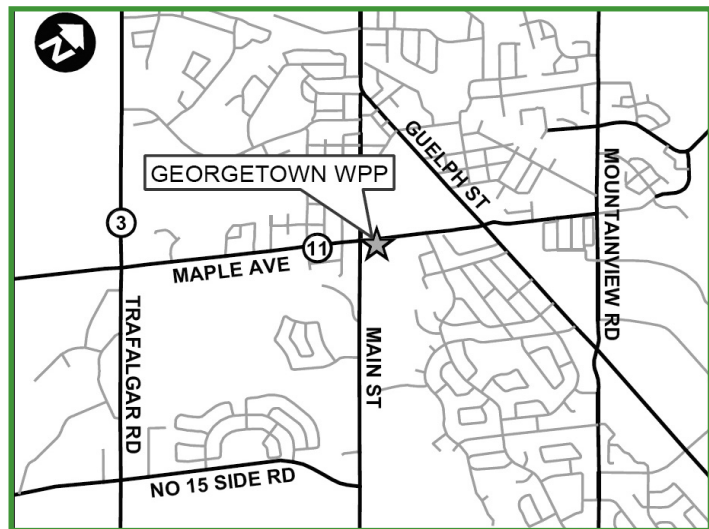 N
GUELPH ST
GEORGETOWN WPP
MOUNTAINVIEW RD
3
11
MAPLE AVE
TRAFALGAR RD
MAIN ST
NO 15 SIDE RD